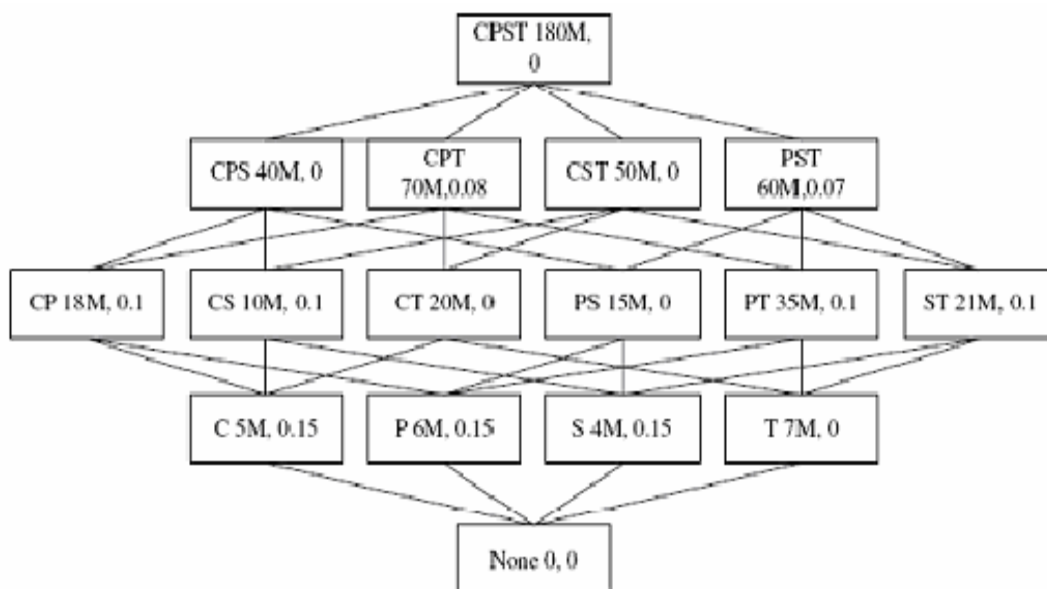 CPST 180M,
0
CPS 40M, 0
CPT
70M,0.08
CST 50M, 0
PST
60M,0.07
CP 18M, 0.1
CS 10M, 0.1
CT 20M, 0
PS 15M, 0
PT 35M, 0.1
ST 21M, 0.1
C 5M, 0.15
P 6M, 0.15
S 4M, 0.15
T 7M, 0
None 0, 0